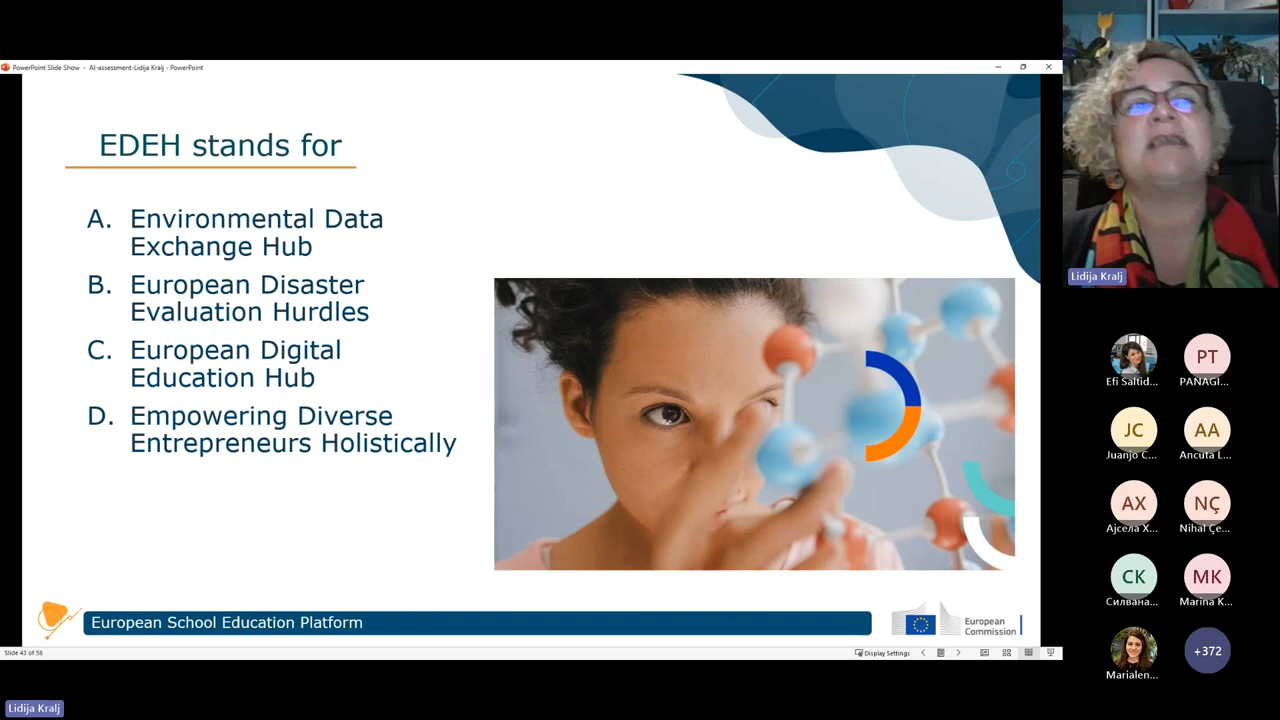 PowerPoint Slide Show - AI-assessment-Lidija Kralj - PowerPoint
EDEH stands for
A. Environmental Data
Exchange Hub
B. European Disaster
Evaluation Hurdles
C. European Digital
Education Hub
D. Empowering Diverse
Entrepreneurs Holistically
European School Education Platform
European
Commission
Slide 43 of 56
Display Settings
Lidija Kralj
PT
Efi Saltid...
PANAGI...
JC
AA
Juanjo C...
Ancuta L...
AX
NÇ
Ајсела Х...
Nihal Çe...
СК
MK
Силвана...
Marina K...
+372
Marialen...
Lidija Kralj